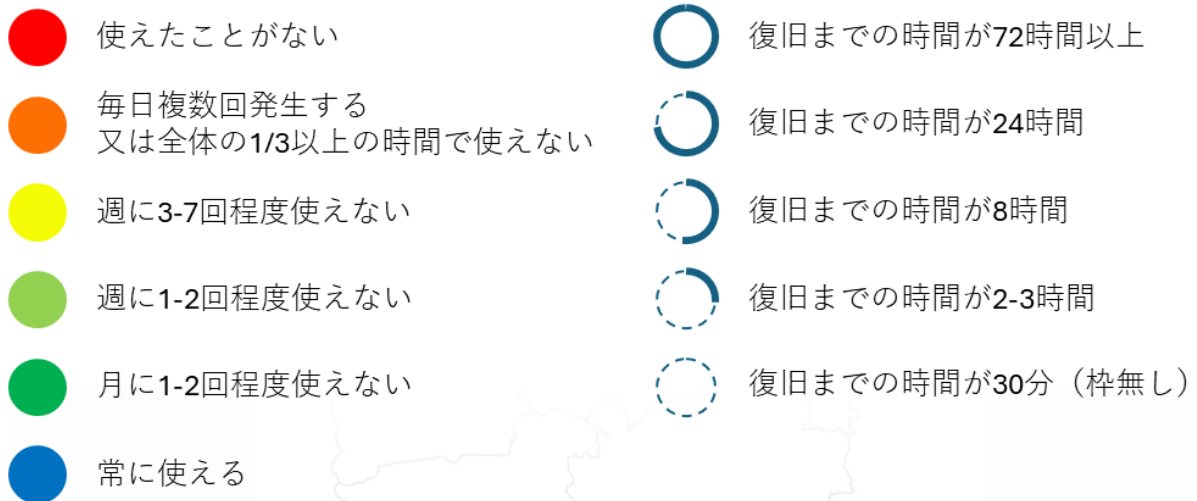 使えたことがない
毎日複数回発生する
又は全体の1/3以上の時間で使えない
週に3-7回程度使えない
週に1-2回程度使えない
月に1-2回程度使えない
常に使える
復旧までの時間が72時間以上
復旧までの時間が24時間
復旧までの時間が8時間
復旧までの時間が2-3時間
復旧までの時間が30分（枠無し）